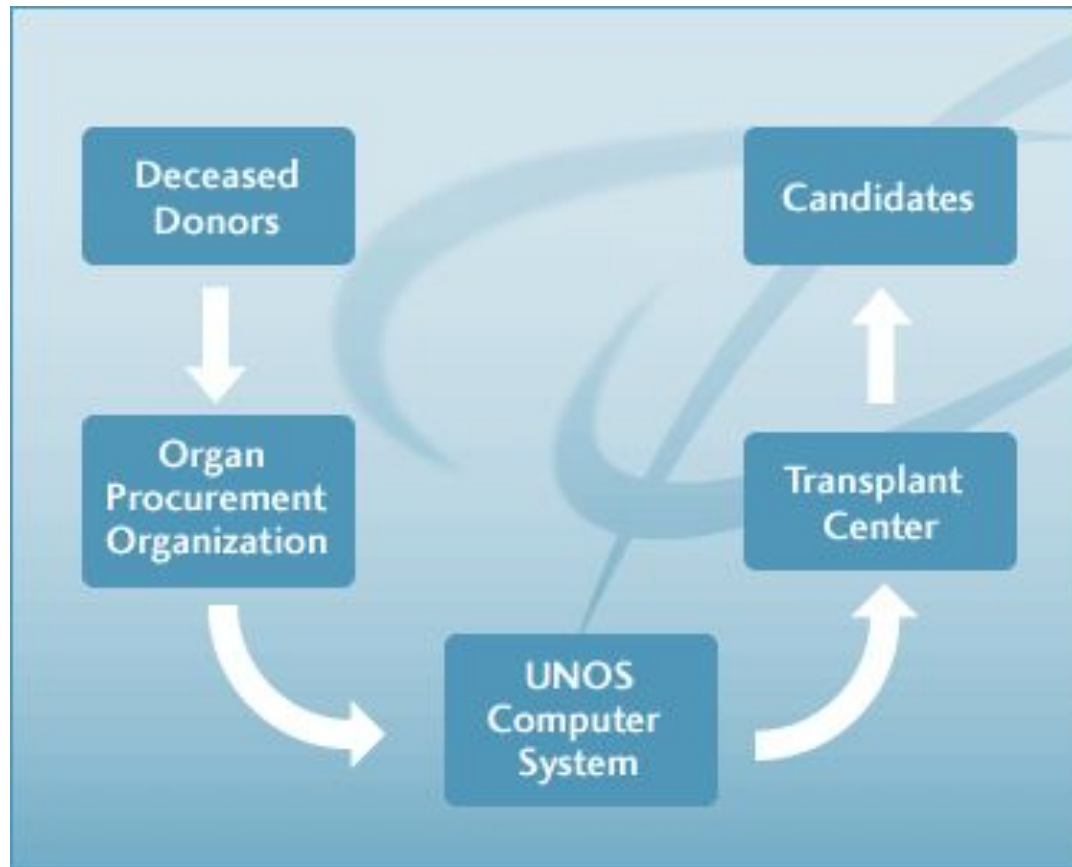 Deceased
Donors
Organ
Procurement
Organization
UNOS
Computer
System
Transplant
Center
Candidates